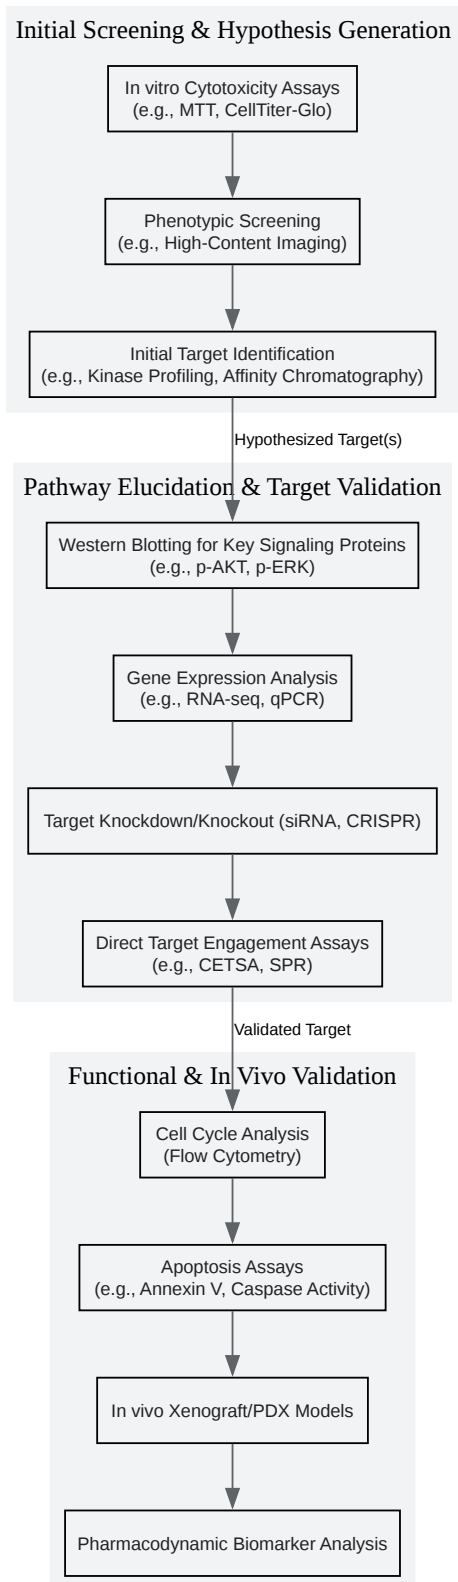 Initial Screening & Hypothesis Generation
In vitro Cytotoxicity Assays
(e.g., MTT, CellTiter-Glo)
Phenotypic Screening
(e.g., High-Content Imaging)
Initial Target Identification
(e.g., Kinase Profiling, Affinity Chromatography)
Hypothesized Target(s)
Pathway Elucidation & Target Validation
Western Blotting for Key Signaling Proteins
(e.g., p-AKT, p-ERK)
Gene Expression Analysis
(e.g., RNA-seq, qPCR)
Target Knockdown/Knockout (siRNA, CRISPR)
Direct Target Engagement Assays
(e.g., CETSA, SPR)
Validated Target
Functional & In Vivo Validation
Cell Cycle Analysis
(Flow Cytometry)
Apoptosis Assays
(e.g., Annexin V, Caspase Activity)
In vivo Xenograft/PDX Models
Pharmacodynamic Biomarker Analysis